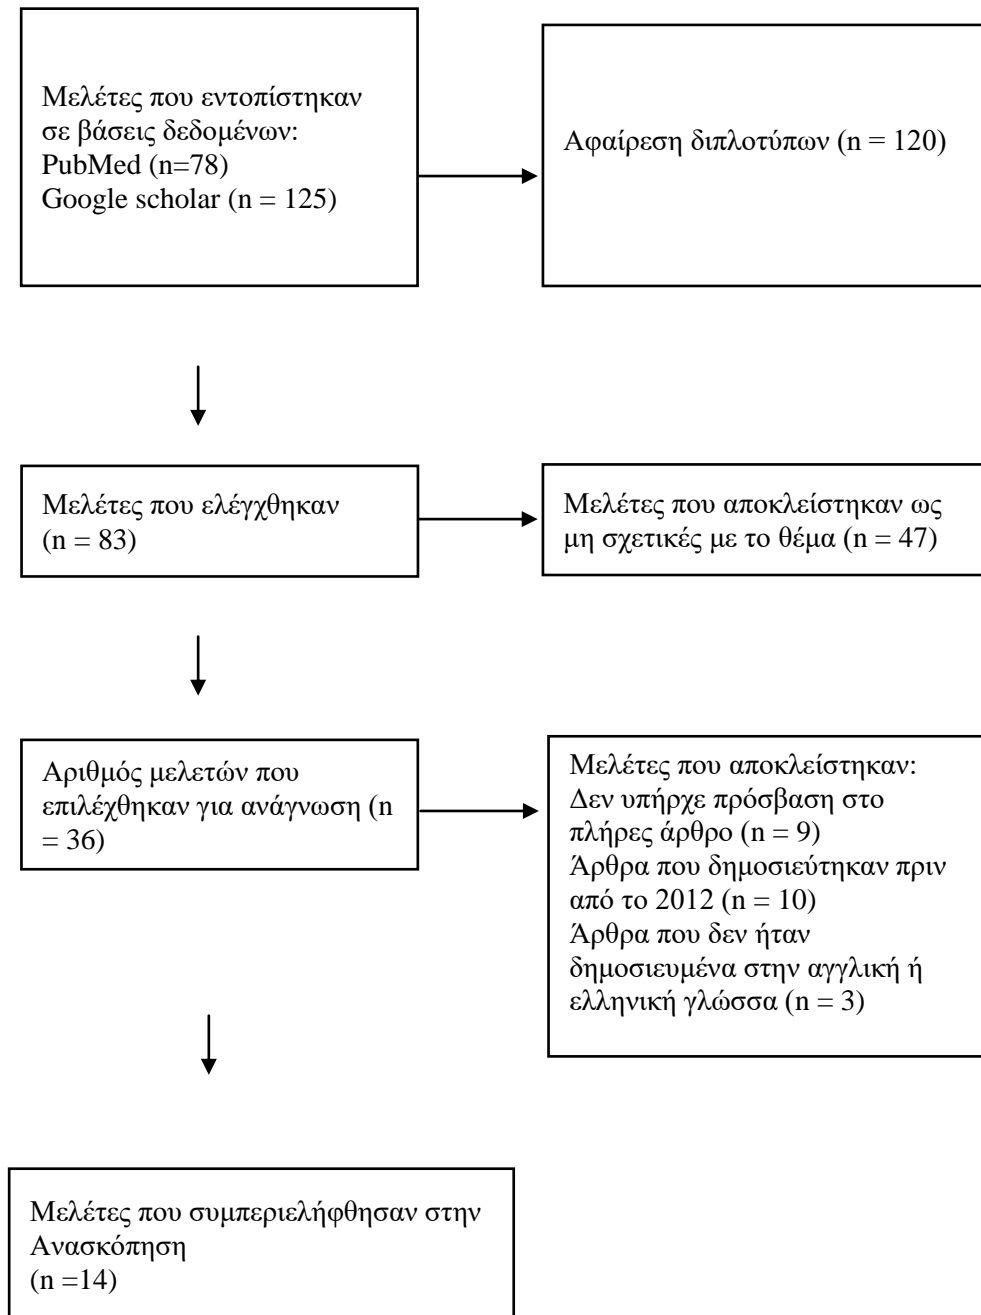 Μελέτες που εντοπίστηκαν
σε βάσεις δεδομένων:
PubMed (n=78)
Google scholar (n = 125)
Αφαίρεση διπλοτύπων (n = 120)
Μελέτες που ελέγχθηκαν
(n = 83)
Μελέτες που αποκλείστηκαν ως
μη σχετικές με το θέμα (n = 47)
Αριθμός μελετών που
επιλέχθηκαν για ανάγνωση (n
= 36)
Μελέτες που αποκλείστηκαν:
Δεν υπήρχε πρόσβαση στο
πλήρες άρθρο (n = 9)
Άρθρα που δημοσιεύτηκαν πριν
από το 2012 (n = 10)
Άρθρα που δεν ήταν
δημοσιευμένα στην αγγλική ή
ελληνική γλώσσα (n = 3)
Μελέτες που συμπεριελήφθησαν στην
Ανασκόπηση
(n =14)